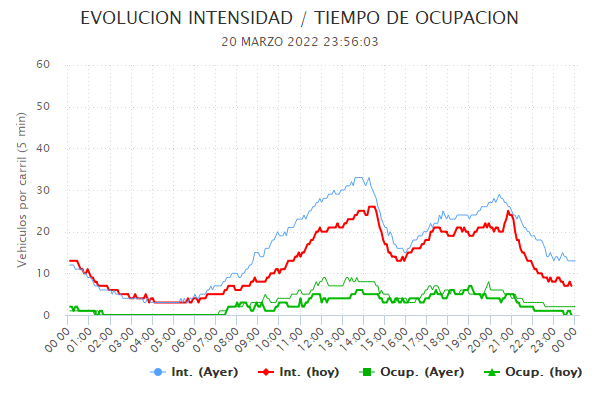 EVOLUCION INTENSIDAD / TIEMPO DE OCUPACION
20 MARZO 2022 23:56:03
Vehiculos por carril (5 min)
60
50
40
30
20
10
0
00:00 01:00 02:00 03:00 04:00 05:00 06:00 07:00 08:00 09:00 10:00 11:00 12:00 13:00 14:00 15:00 16:00 17:00 18:00 19:00 20:00 21:00 22:00 23:00 00:00
Int. (Ayer) Int. (hoy) Ocup. (Ayer) Ocup. (hoy)